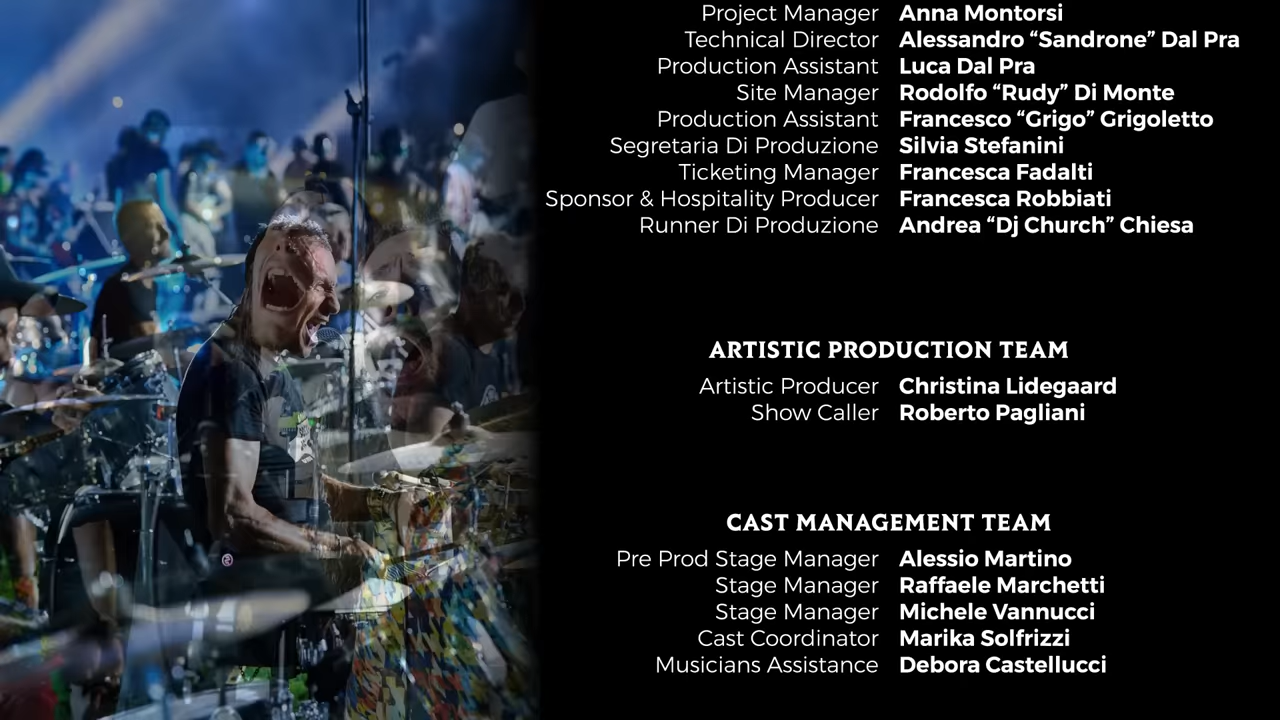 Project Manager Anna Montorsi
Technical Director Alessandro “Sandrone” Dal Pra
Production Assistant Luca Dal Pra
Site Manager Rodolfo “Rudy” Di Monte
Production Assistant Francesco “Grigo” Grigoletto
Segretaria Di Produzione Silvia Stefanini
Ticketing Manager Francesca Fadalti
Sponsor & Hospitality Producer Francesca Robbiati
Runner Di Produzione Andrea “Dj Church” Chiesa
ARTISTIC PRODUCTION TEAM
Artistic Producer Christina Lidegaard
Show Caller Roberto Pagliani
CAST MANAGEMENT TEAM
Pre Prod Stage Manager Alessio Martino
Stage Manager Raffaele Marchetti
Stage Manager Michele Vannucci
Cast Coordinator Marika Solfrizzi
Musicians Assistance Debora Castellucci